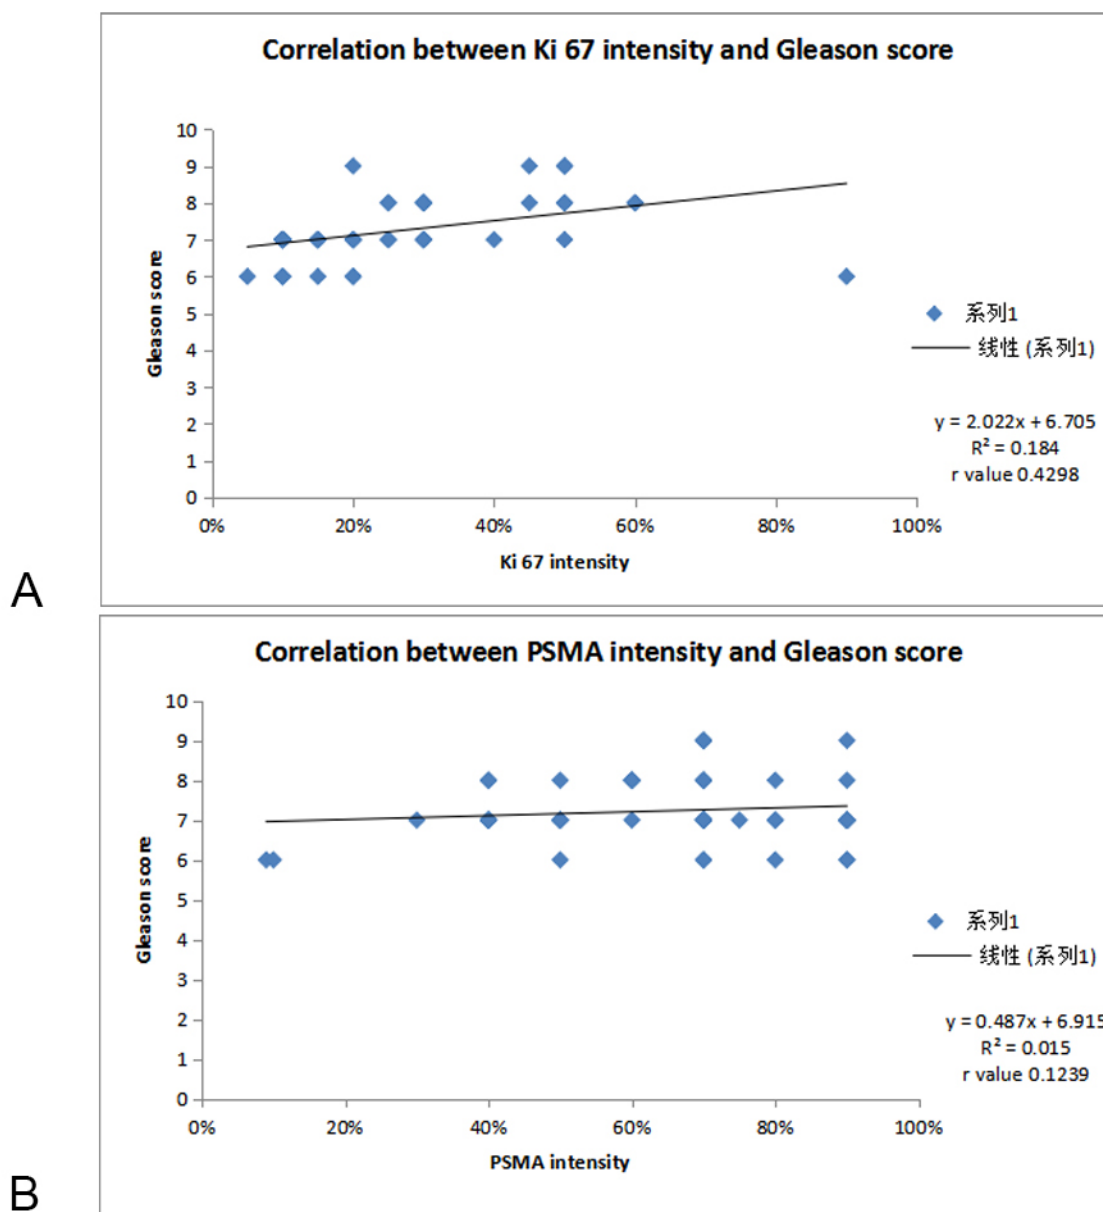 Correlation between Ki 67 intensity and Gleason score
10
9
8
7
6
5
4
3
2
1
0
Gleason score
0% 20% 40% 60% 80% 100%
Ki 67 intensity
系列1
线性 (系列1)
y = 2.022x + 6.705
R² = 0.184
r value 0.4298
A
Correlation between PSMA intensity and Gleason score
10
9
8
7
6
5
4
3
2
1
0
Gleason score
0% 20% 40% 60% 80% 100%
PSMA intensity
系列1
线性 (系列1)
y = 0.487x + 6.915
R² = 0.015
r value 0.1239
B